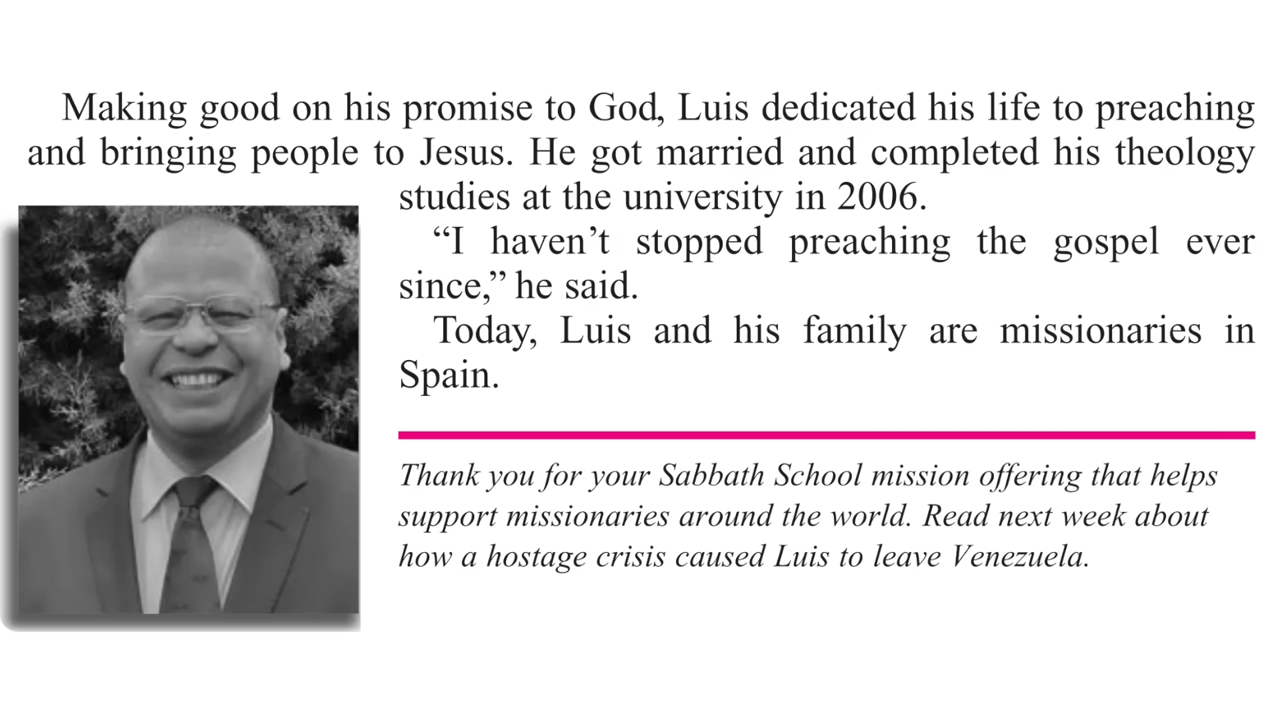 Making good on his promise to God, Luis dedicated his life to preaching
and bringing people to Jesus. He got married and completed his theology
studies at the university in 2006.
“I haven’t stopped preaching the gospel ever
since,” he said.
Today, Luis and his family are missionaries in
Spain.
Thank you for your Sabbath School mission offering that helps
support missionaries around the world. Read next week about
how a hostage crisis caused Luis to leave Venezuela.